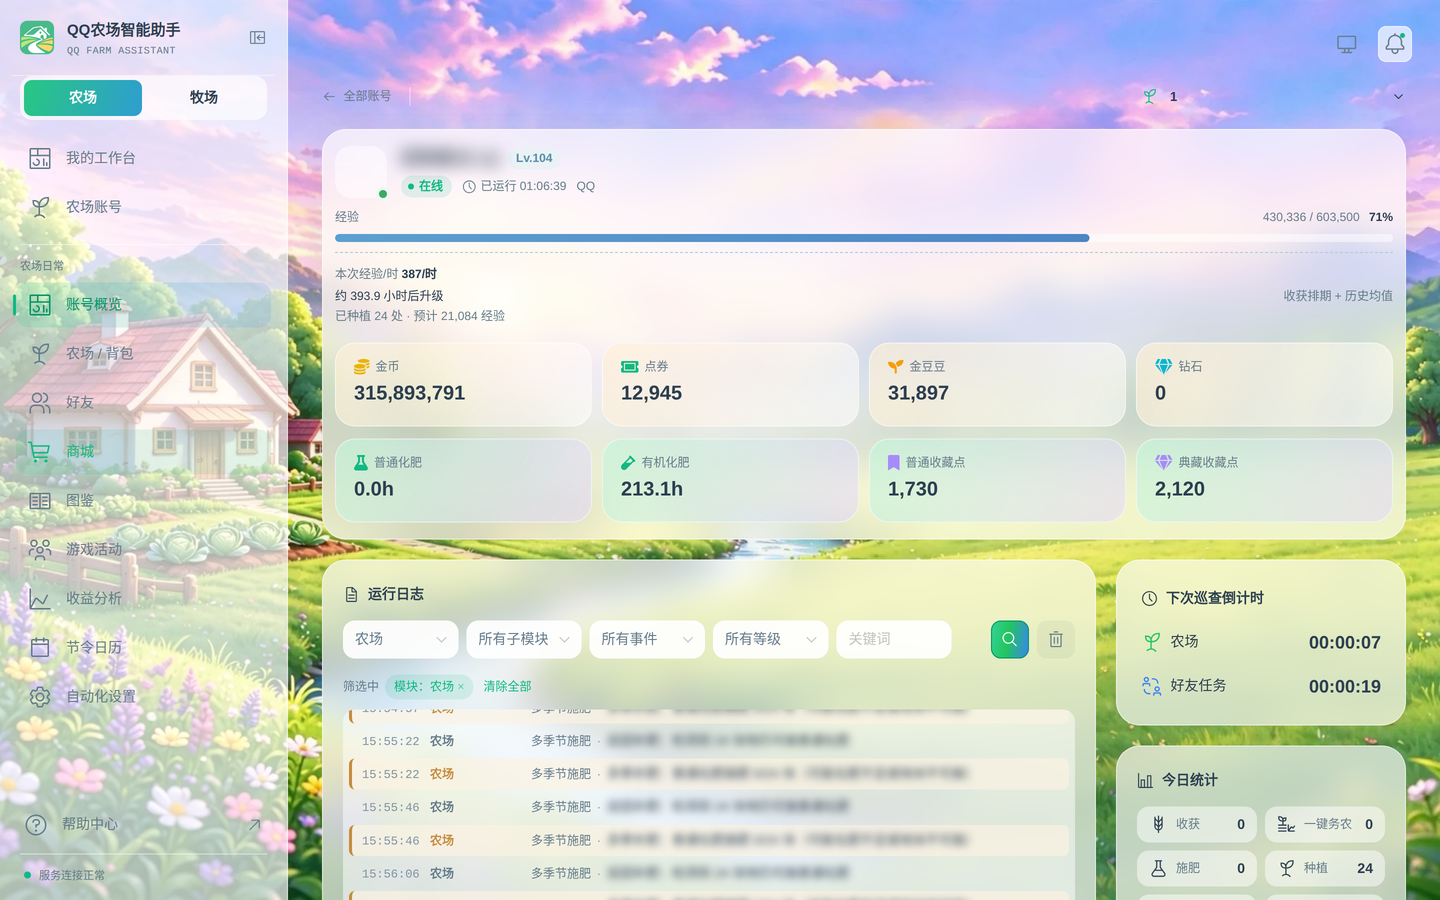 QQ农场智能助手
QQ FARM ASSISTANT
农场
牧场
我的工作台
农场账号
农场日常
账号概览
农场 / 背包
好友
商城
图鉴
游戏活动
收益分析
节令日历
自动化设置
帮助中心
服务连接正常
全部账号
1
Lv.104
在线
已运行 01:06:39 QQ
经验
430,336 / 603,500 71%
本次经验/时 387/时
约 393.9 小时后升级
收获排期 + 历史均值
已种植 24 处 · 预计 21,084 经验
金币
315,893,791
点券
12,945
金豆豆
31,897
钻石
0
普通化肥
0.0h
有机化肥
213.1h
普通收藏点
1,730
典藏收藏点
2,120
运行日志
农场
所有子模块
所有事件
所有等级
关键词
筛选中
模块：农场 ×
清除全部
15:54:57 农场 多季节施肥 ·
15:55:22 农场 多季节施肥 ·
15:55:22 农场 多季节施肥 ·
15:55:46 农场 多季节施肥 ·
15:55:46 农场 多季节施肥 ·
15:56:06 农场 多季节施肥 ·
下次巡查倒计时
农场 00:00:07
好友任务 00:00:19
今日统计
收获 0
一键务农 0
施肥 0
种植 24